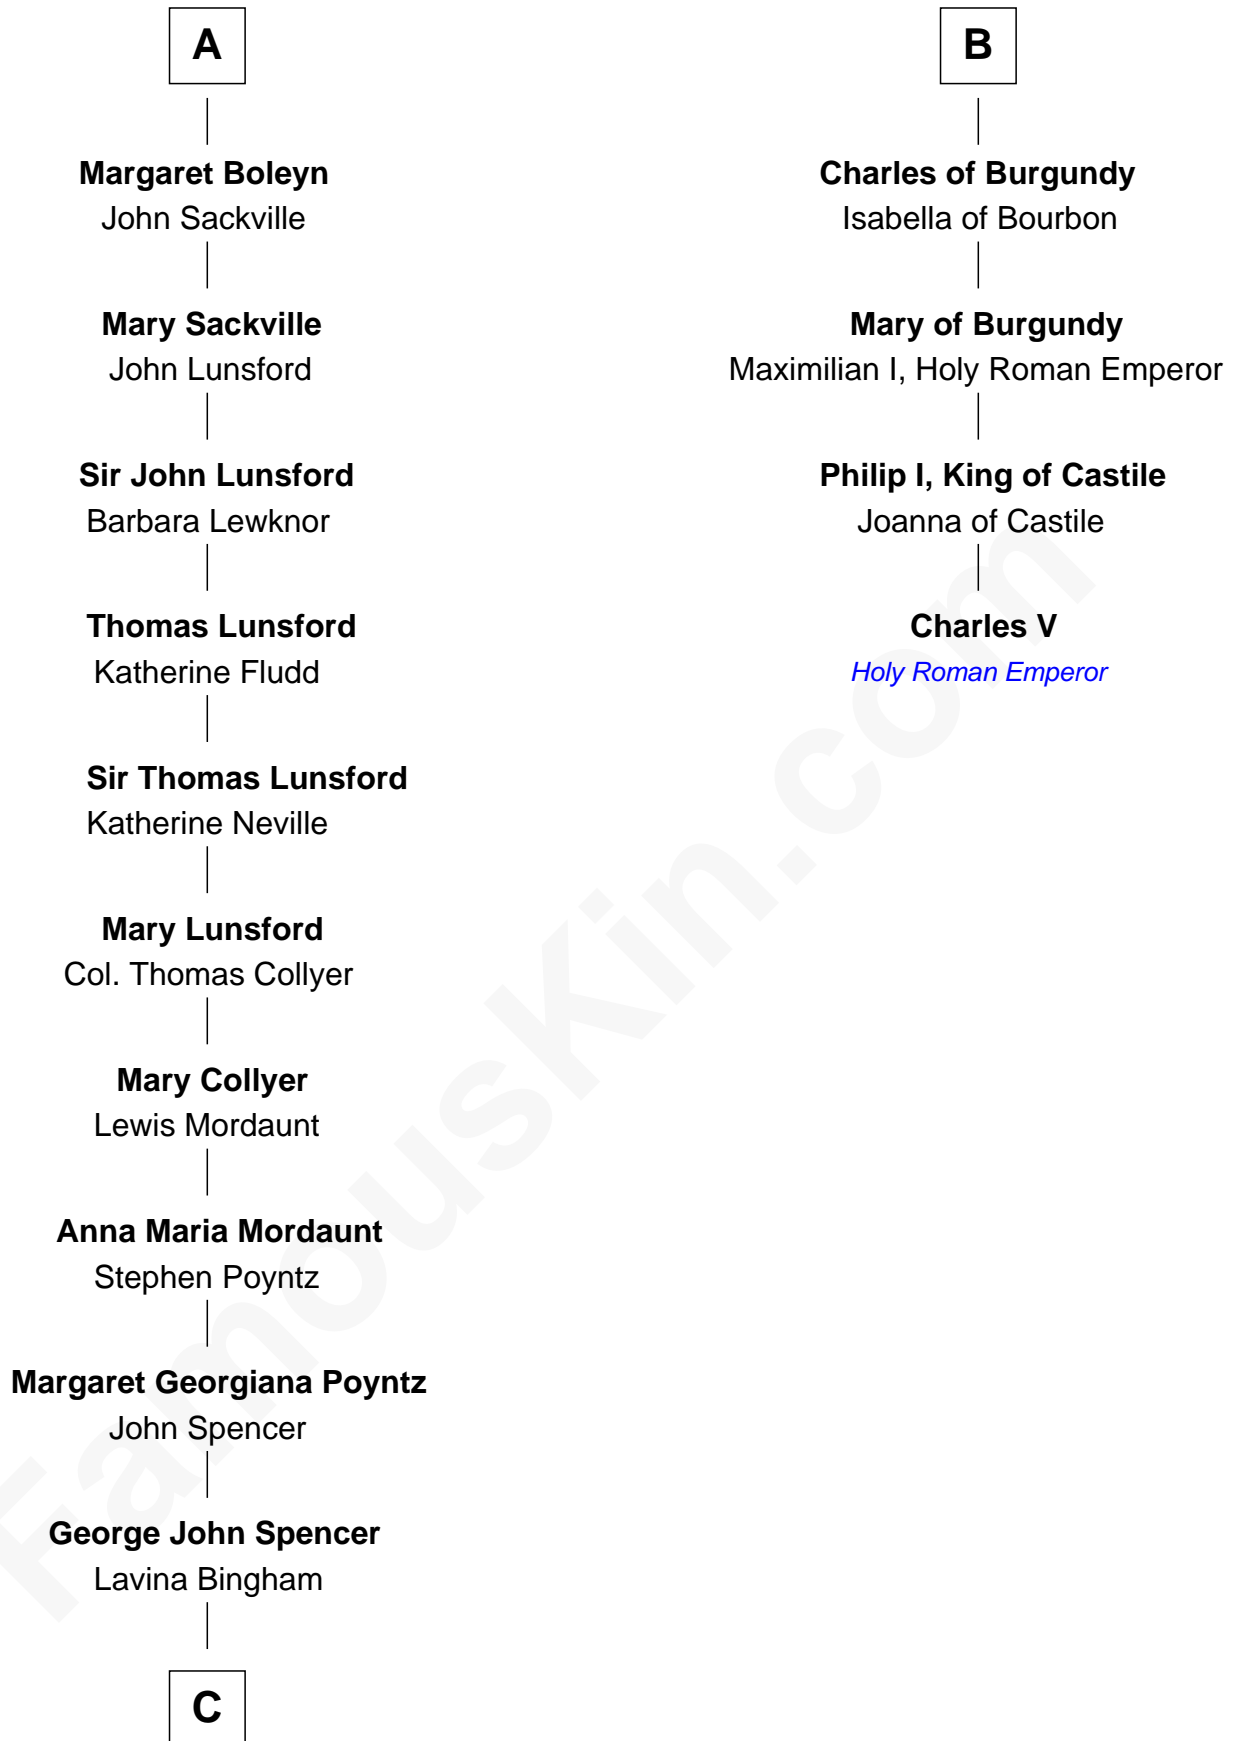 A
Margaret Boleyn
John Sackville
Mary Sackville
John Lunsford
Sir John Lunsford
Barbara Lewknor
Thomas Lunsford
Katherine Fludd
Sir Thomas Lunsford
Katherine Neville
Mary Lunsford
Col. Thomas Collyer
Mary Collyer
Lewis Mordaunt
Anna Maria Mordaunt
Stephen Poyntz
Margaret Georgiana Poyntz
John Spencer
George John Spencer
Lavina Bingham
C
B
Charles of Burgundy
Isabella of Bourbon
Mary of Burgundy
Maximilian I, Holy Roman Emperor
Philip I, King of Castile
Joanna of Castile
Charles V
Holy Roman Emperor
FamousKin.com